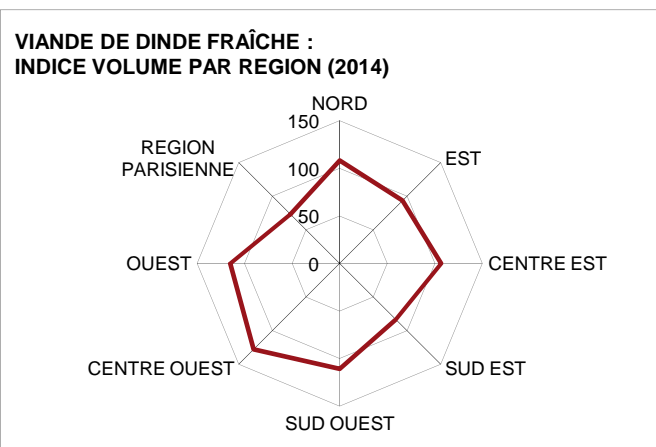 VIANDE DE DINDE FRAÎCHE :
INDICE VOLUME PAR REGION (2014)
NORD
150
REGION
PARISIENNE
EST
100
50
OUEST
0
CENTRE EST
CENTRE OUEST
SUD EST
SUD OUEST